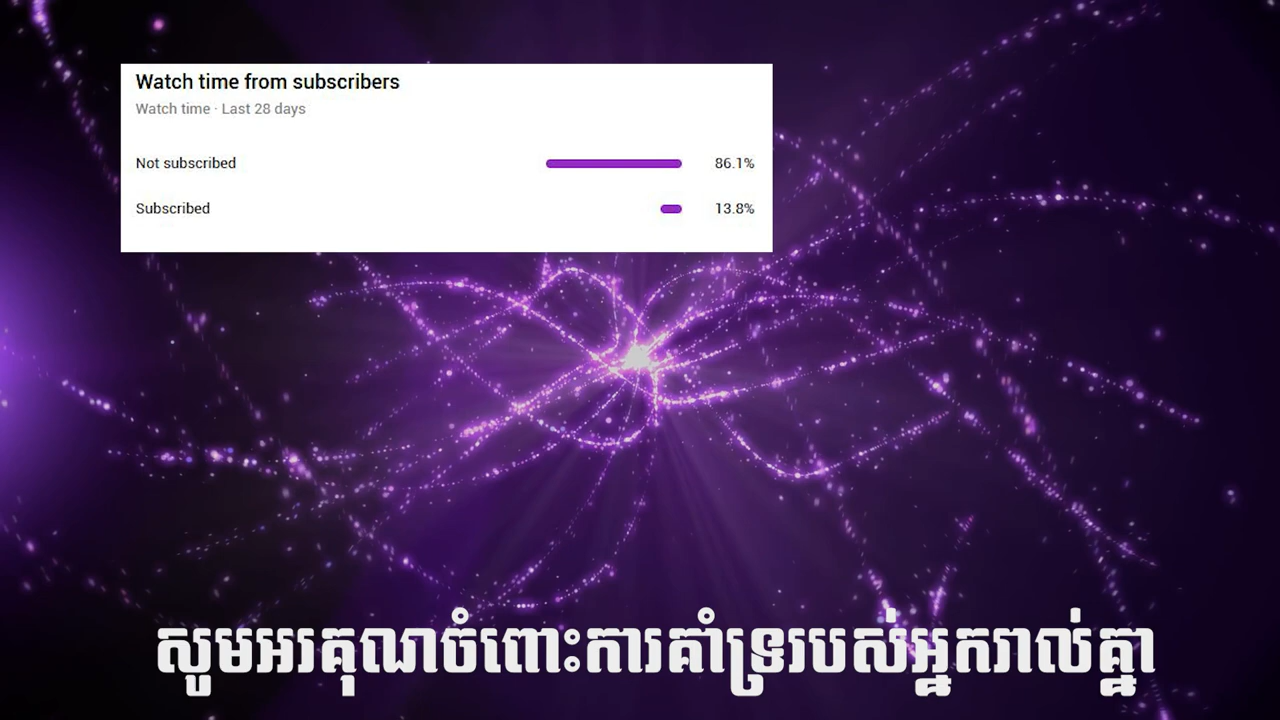 Watch time from subscribers
Watch time · Last 28 days
Not subscribed 86.1%
Subscribed 13.8%
សូមអរគុណចំពោះការគាំទ្ររបស់អ្នករាល់គ្នា